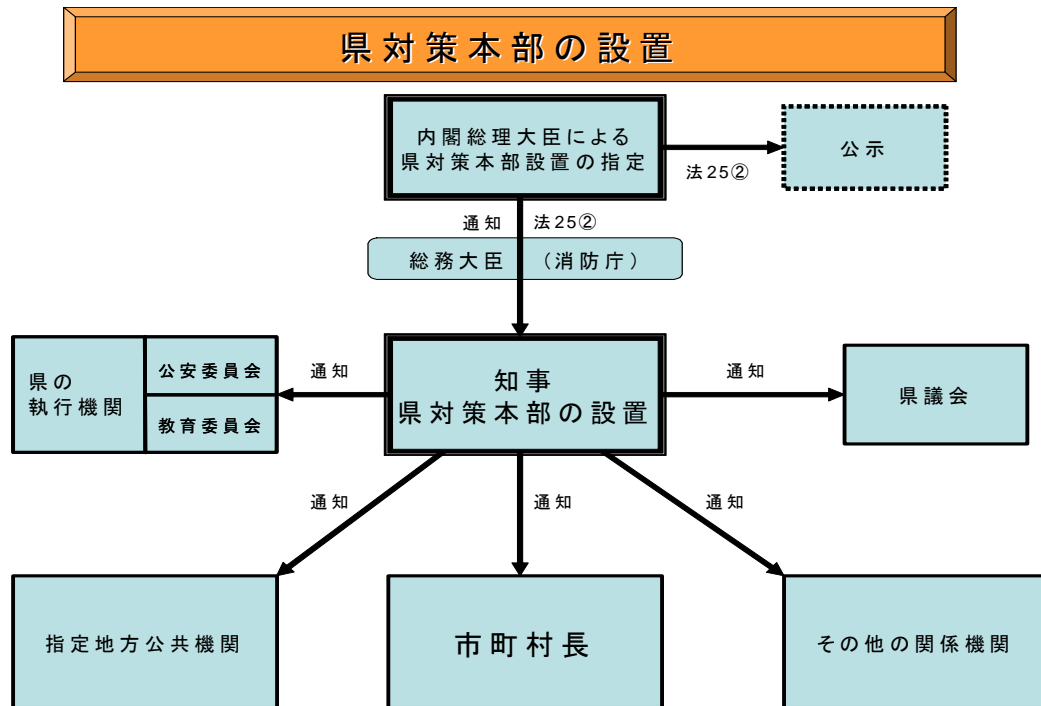 県対策本部の設置
内閣総理大臣による
県対策本部設置の指定
公示
法25②
通知 法25②
総務大臣 (消防庁)
県の
執行機関
公安委員会
教育委員会
通知
知事
県対策本部の設置
通知
県議会
通知
通知
通知
指定地方公共機関
市町村長
その他の関係機関